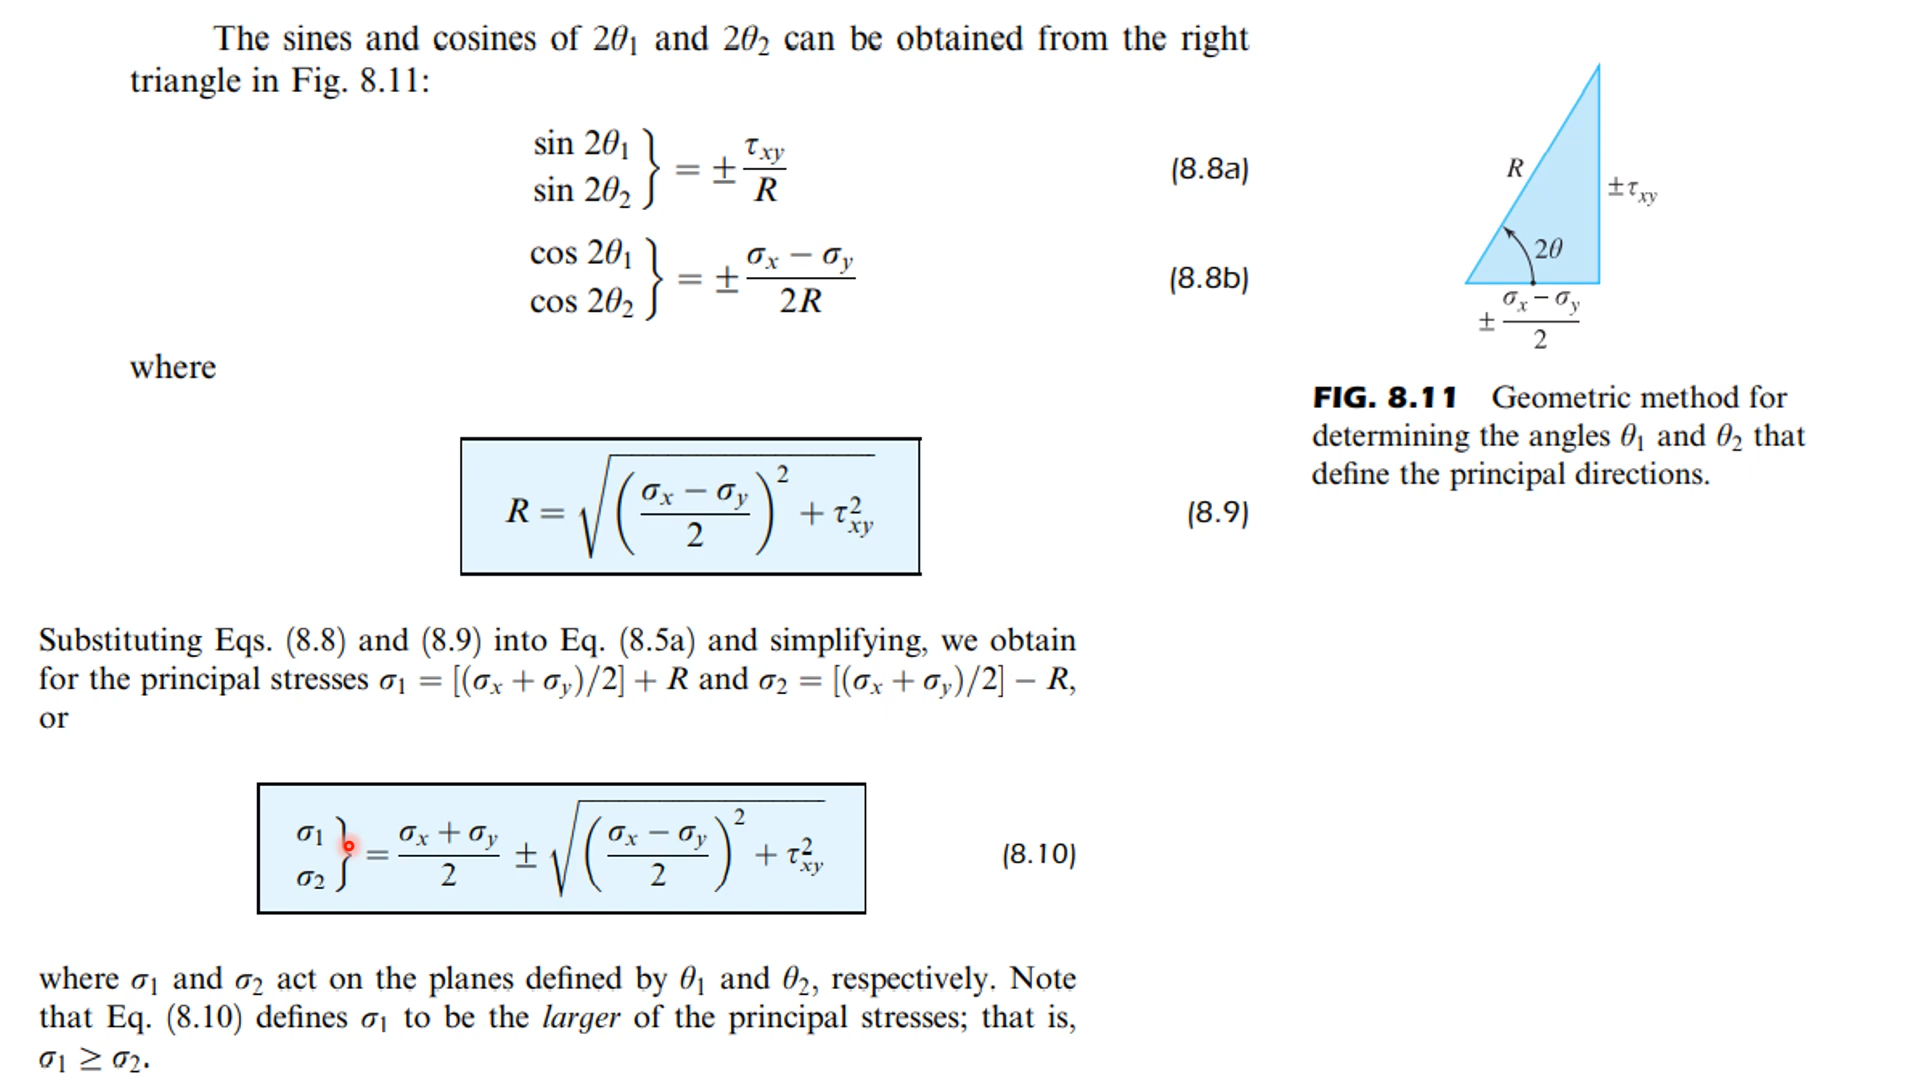 The sines and cosines of 2θ₁ and 2θ₂ can be obtained from the right
triangle in Fig. 8.11:
sin 2θ₁
sin 2θ₂ } = ± τxy / R (8.8a)
cos 2θ₁
cos 2θ₂ } = ± (σx − σy) / 2R (8.8b)
where
R = √(((σx − σy) / 2)² + τ²xy) (8.9)
Substituting Eqs. (8.8) and (8.9) into Eq. (8.5a) and simplifying, we obtain
for the principal stresses σ₁ = [(σx + σy)/2] + R and σ₂ = [(σx + σy)/2] − R,
or
σ₁
σ₂ } = (σx + σy) / 2 ± √(((σx − σy) / 2)² + τ²xy) (8.10)
where σ₁ and σ₂ act on the planes defined by θ₁ and θ₂, respectively. Note
that Eq. (8.10) defines σ₁ to be the larger of the principal stresses; that is,
σ₁ ≥ σ₂.
R
±τxy
2θ
± (σx − σy) / 2
FIG. 8.11 Geometric method for
determining the angles θ₁ and θ₂ that
define the principal directions.